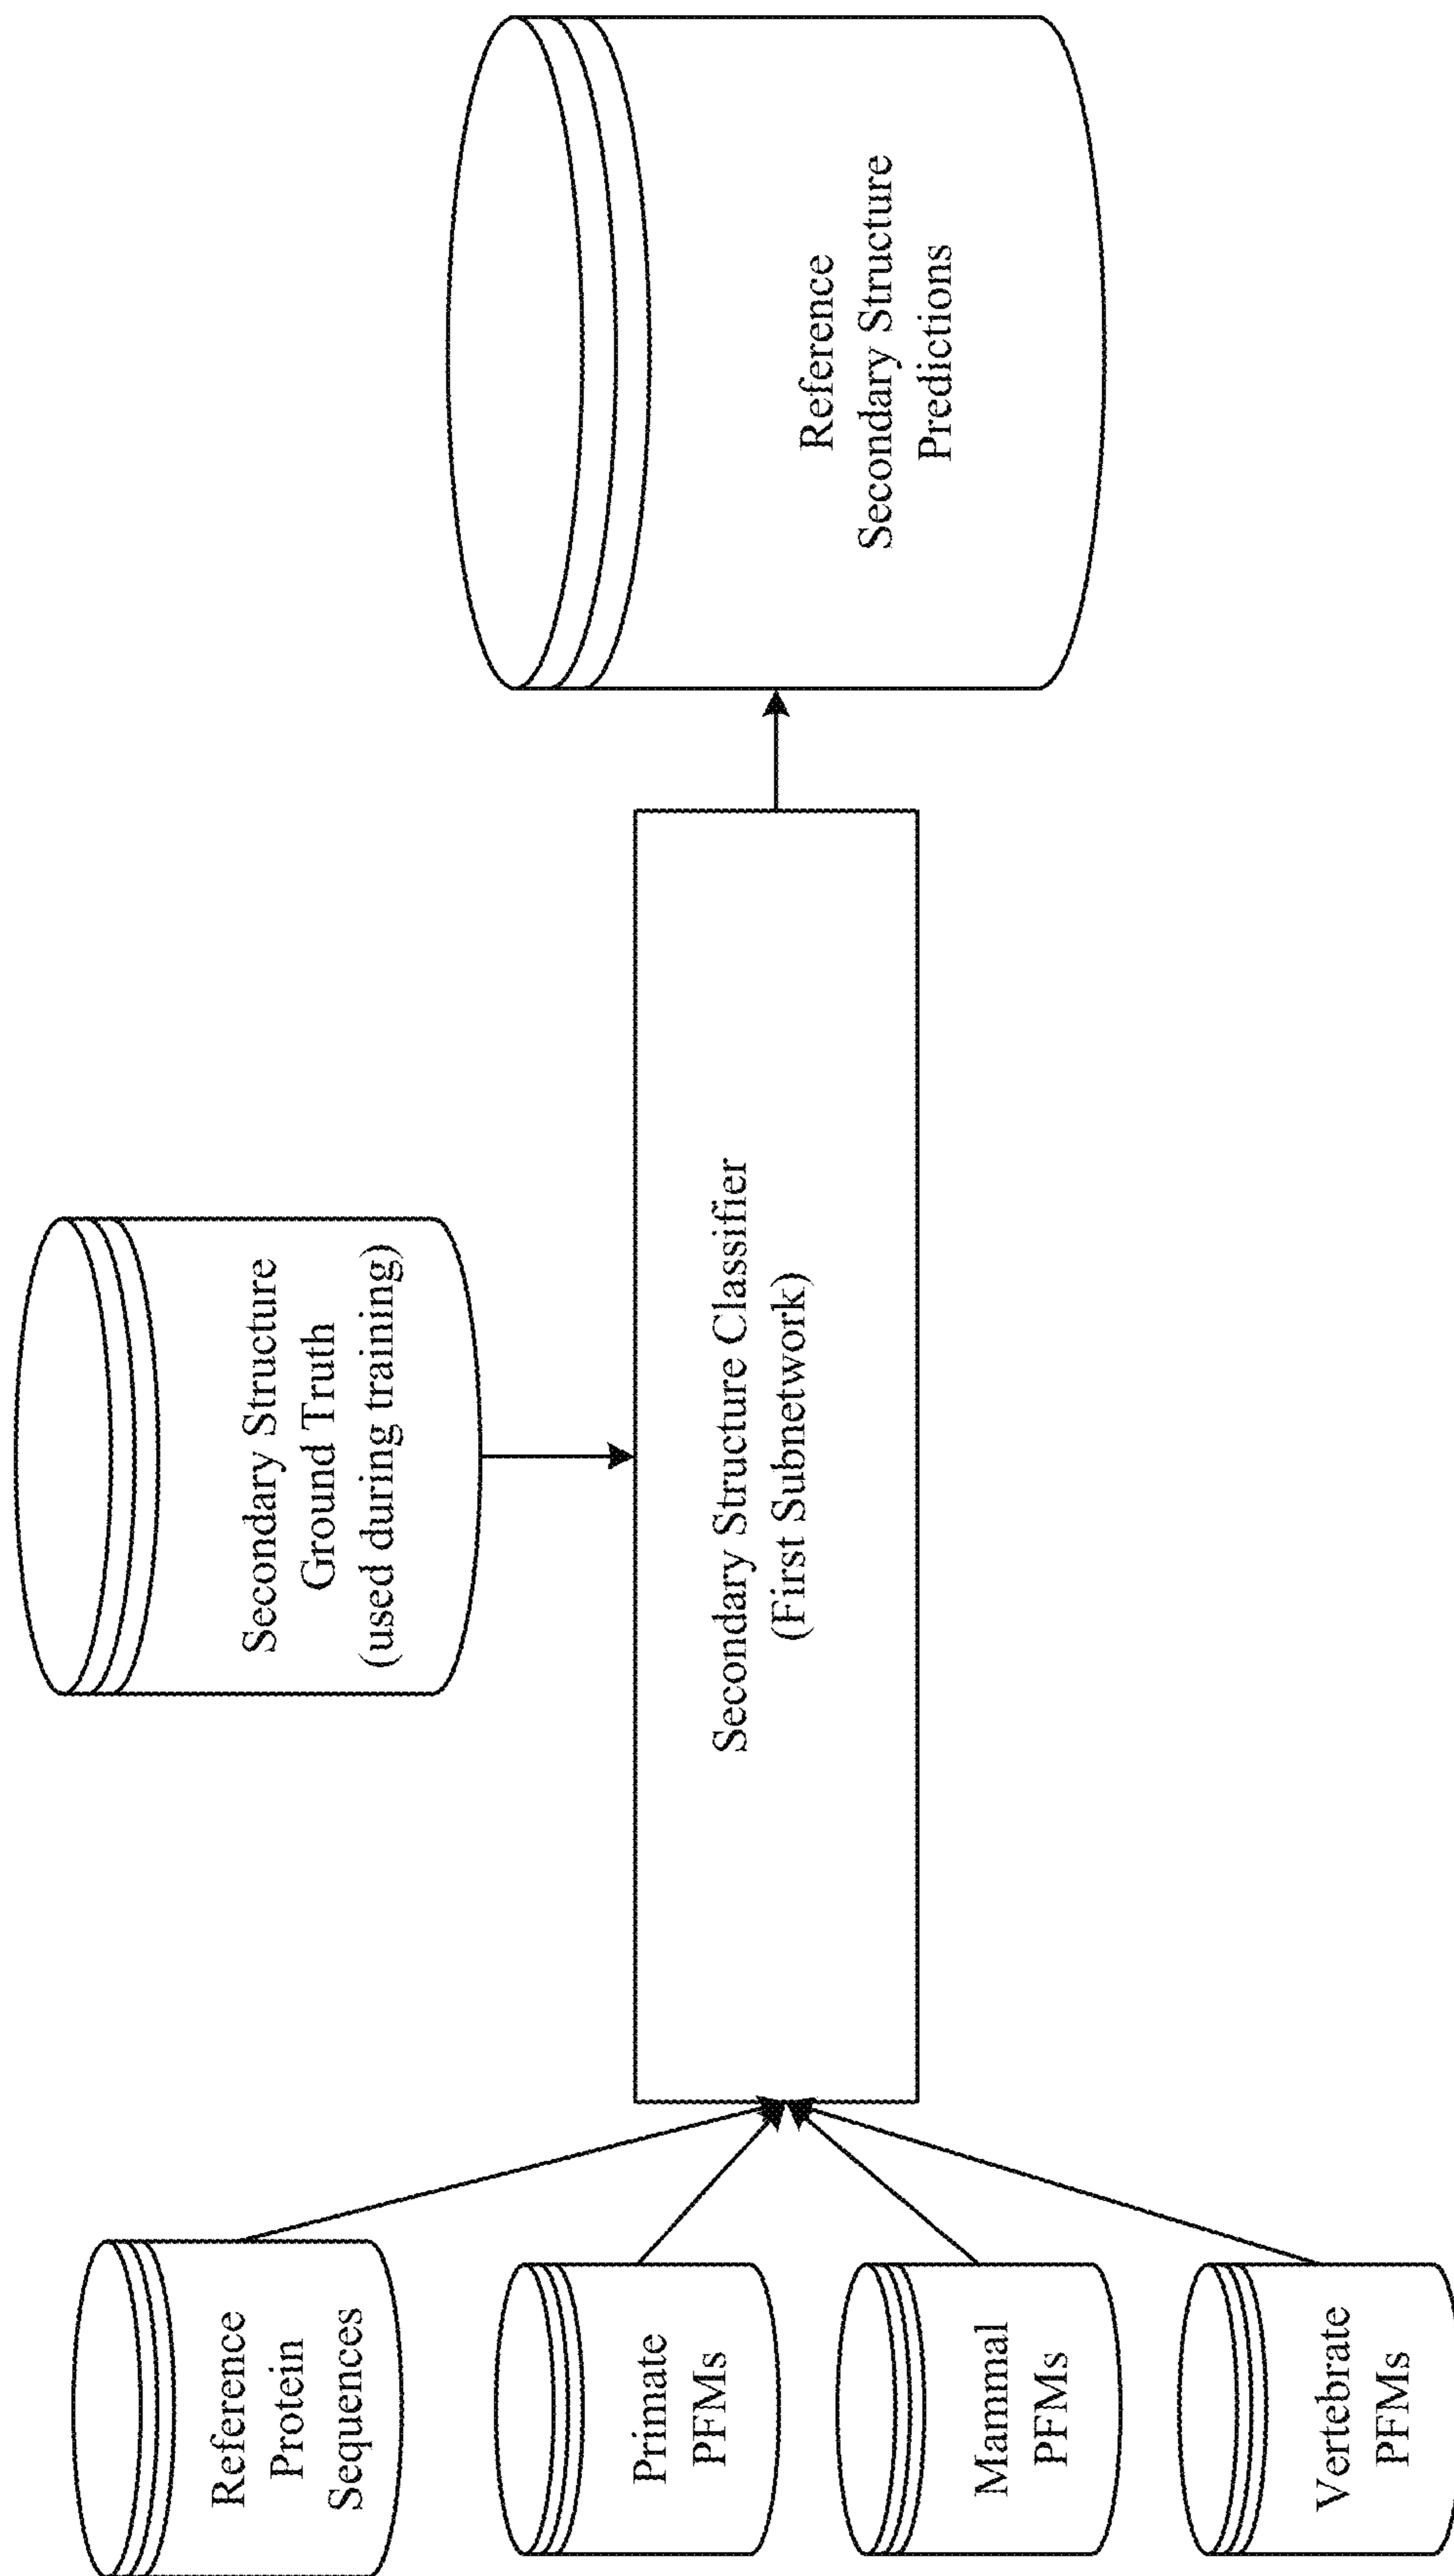 Secondary Structure
Ground Truth
(used during training)
Reference
Protein
Sequences
Primate
PFMs
Mammal
PFMs
Vertebrate
PFMs
Secondary Structure Classifier
(First Subnetwork)
Reference
Secondary Structure
Predictions